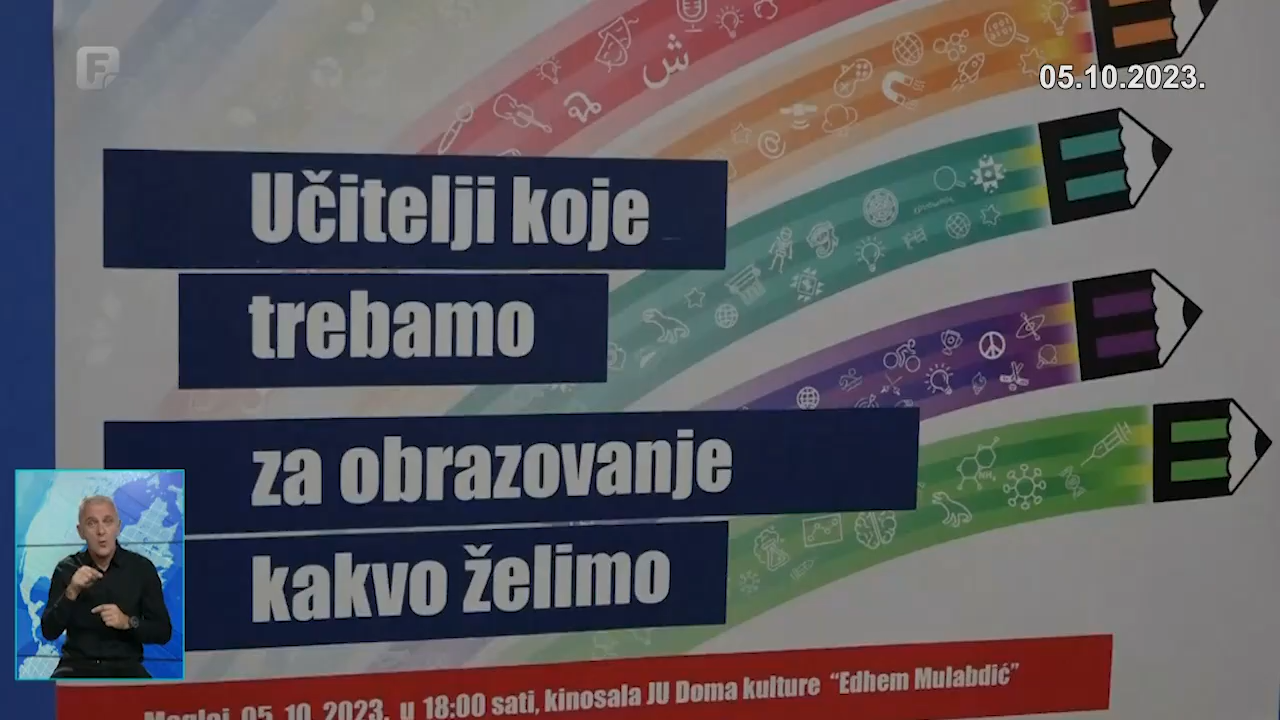 F
05.10.2023.
Učitelji koje
trebamo
za obrazovanje
kakvo želimo
Maglaj, 05. 10. 2023. u 18:00 sati, kinosala JU Doma kulture “Edhem Mulabdić”